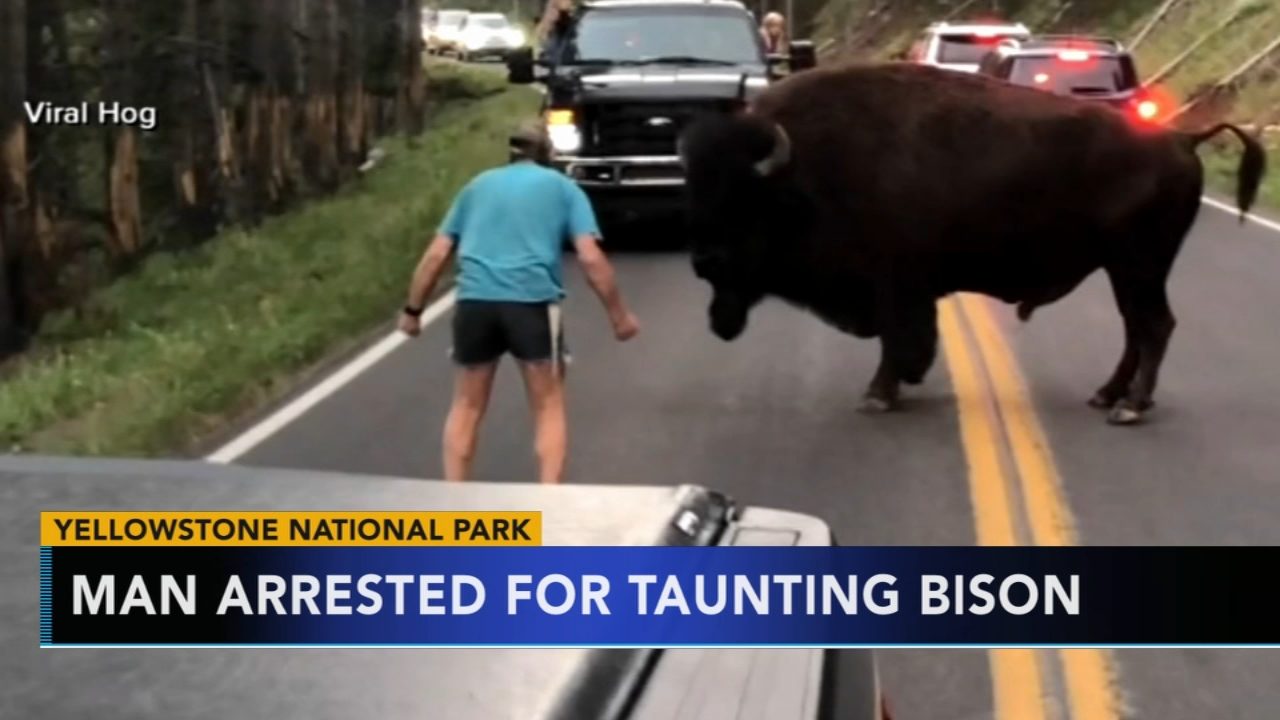 Viral Hog
YELLOWSTONE NATIONAL PARK
MAN ARRESTED FOR TAUNTING BISON